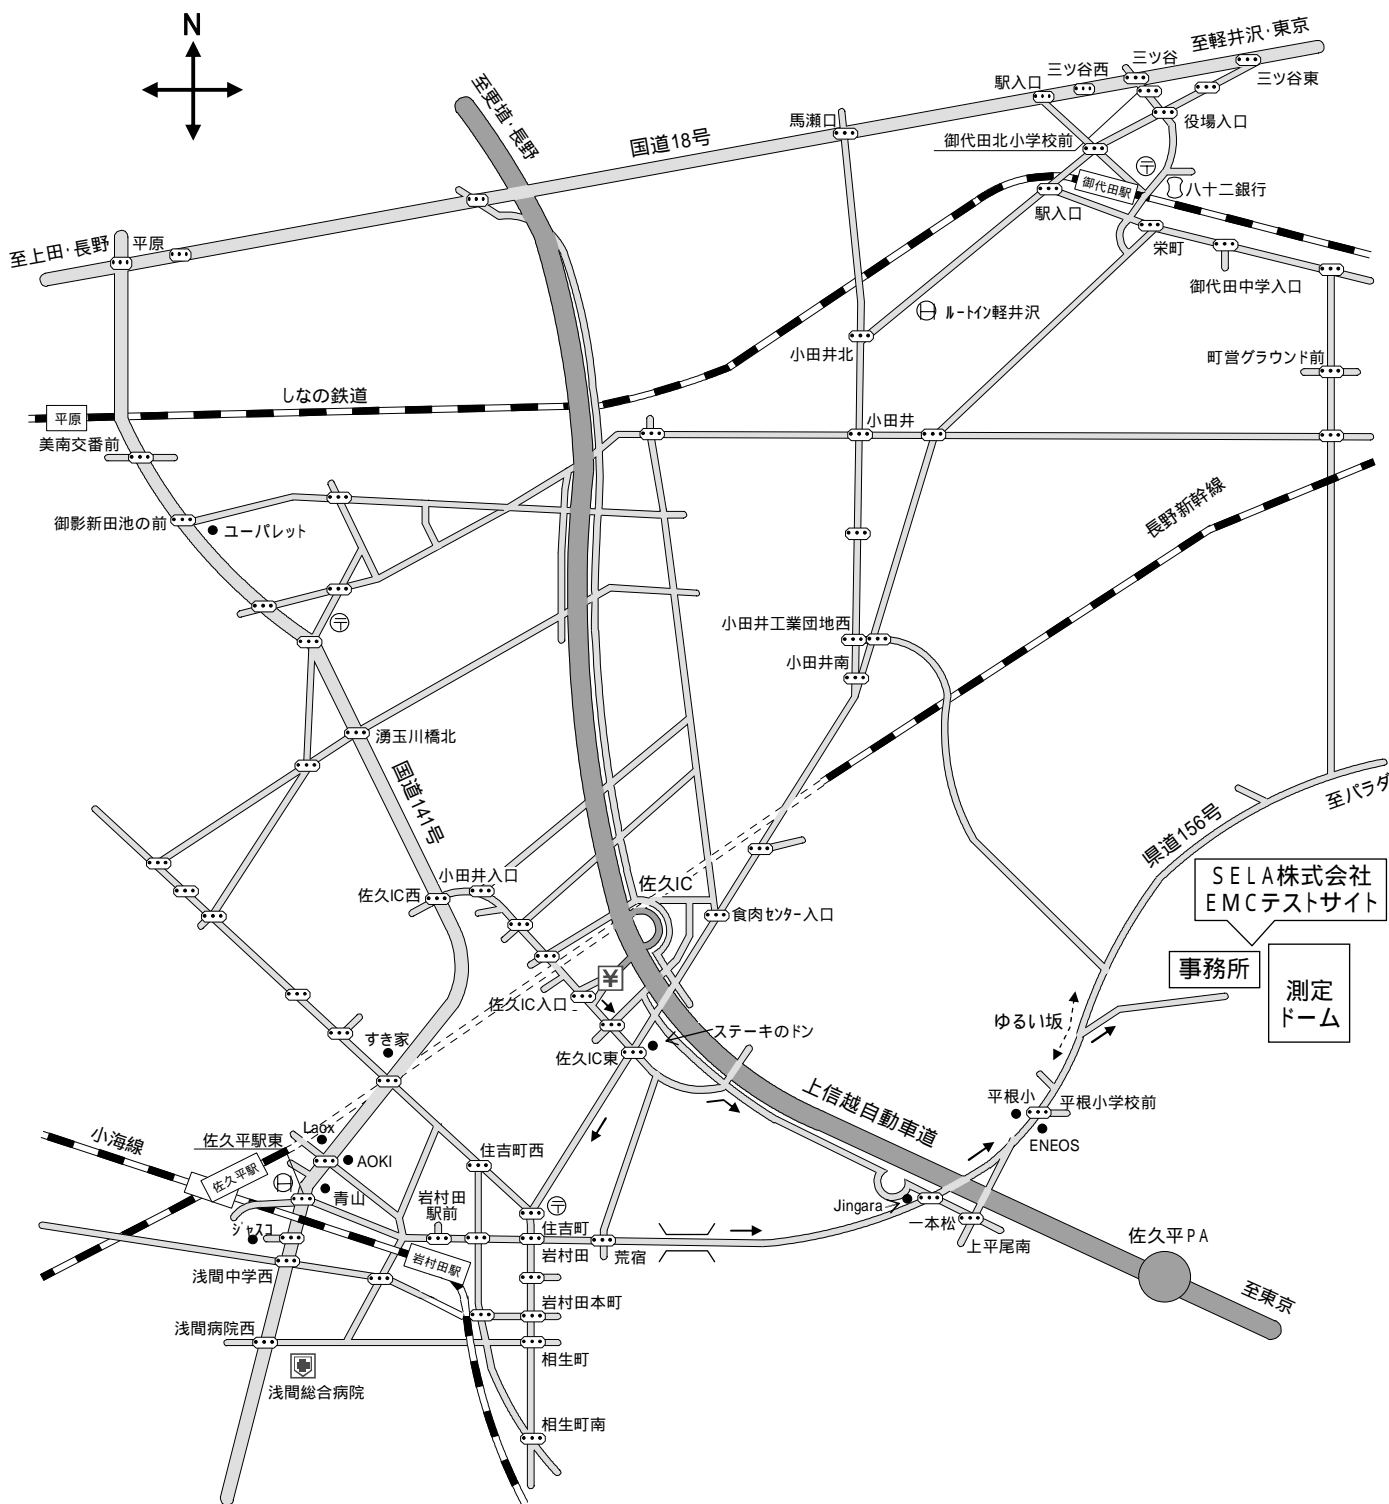 N
至軽井沢・東京
三ツ谷
三ツ谷西
駅入口
三ツ谷東
至更埴・長野
馬瀬口
国道18号
役場入口
御代田北小学校前
〒
御代田駅
八十二銀行
駅入口
至上田・長野
平原
栄町
御代田中学入口
ルートイン軽井沢
H
小田井北
町営グラウンド前
しなの鉄道
平原
美南交番前
小田井
長野新幹線
御影新田池の前
ユーパレット
〒
小田井工業団地西
小田井南
湧玉川橋北
国道141号
至パラダ
県道156号
小田井入口
佐久IC西
佐久IC
食肉センター入口
SELA株式会社
EMCテストサイト
事務所
測定
ドーム
¥
佐久IC入口
ゆるい坂
すき家
ステーキのドン
佐久IC東
上信越自動車道
平根小
平根小学校前
ENEOS
小海線
Laox
佐久平駅東
AOKI
住吉町西
佐久平駅
H
青山
岩村田
駅前
〒
Jingara
一本松
ジャスコ
住吉町
岩村田
荒宿
上平尾南
佐久平PA
浅間中学西
岩村田駅
至東京
岩村田本町
浅間病院西
相生町
浅間総合病院
相生町南